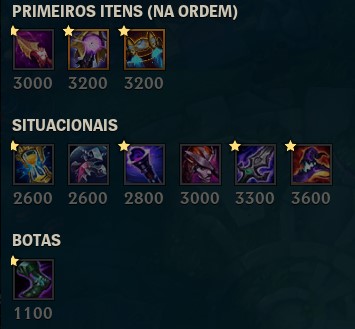 PRIMEIROS ITENS (NA ORDEM)
3000 3200 3200
SITUACIONAIS
2600 2600 2800 3000 3300 3600
BOTAS
1100